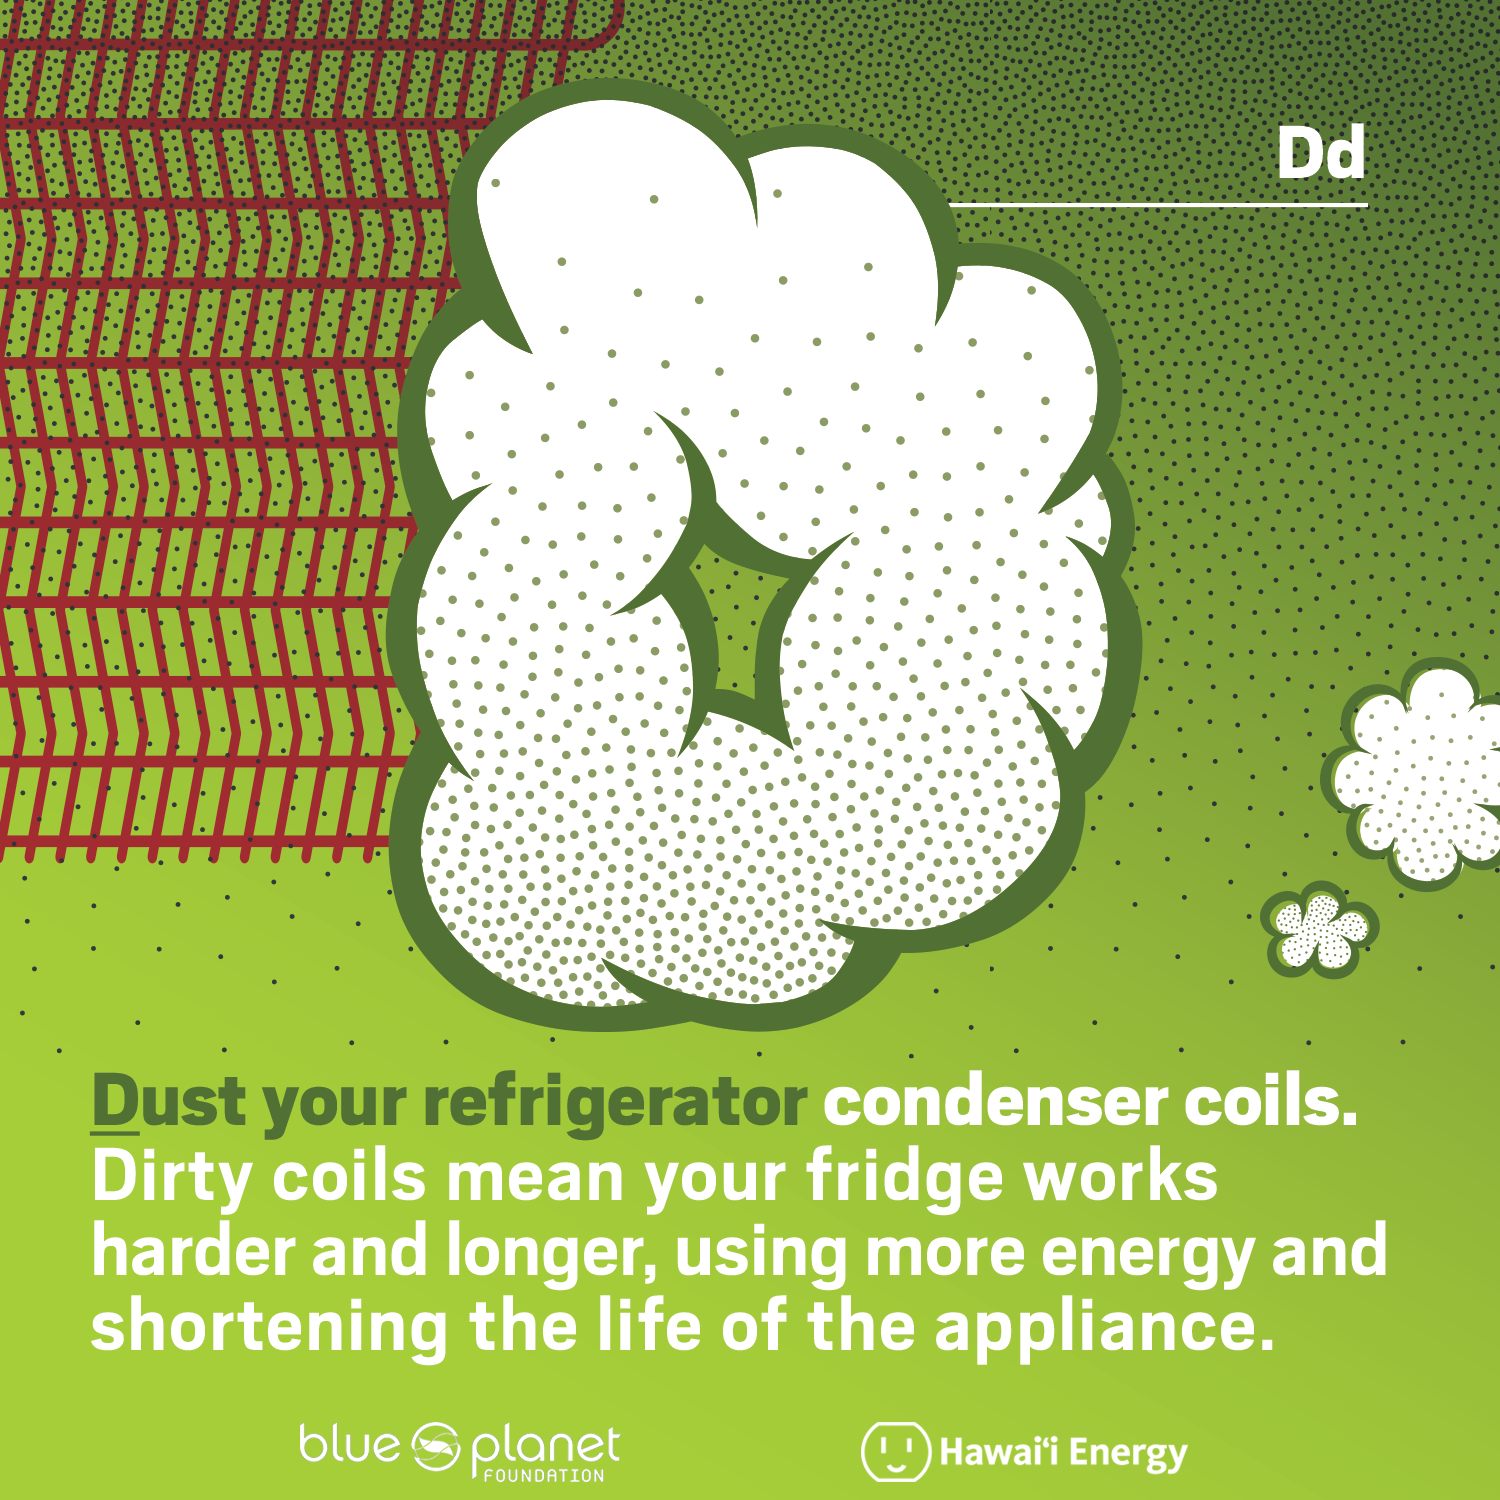 Dd
Dust your refrigerator condenser coils.
Dirty coils mean your fridge works
harder and longer, using more energy and
shortening the life of the appliance.
blue planet
FOUNDATION
Hawai‘i Energy